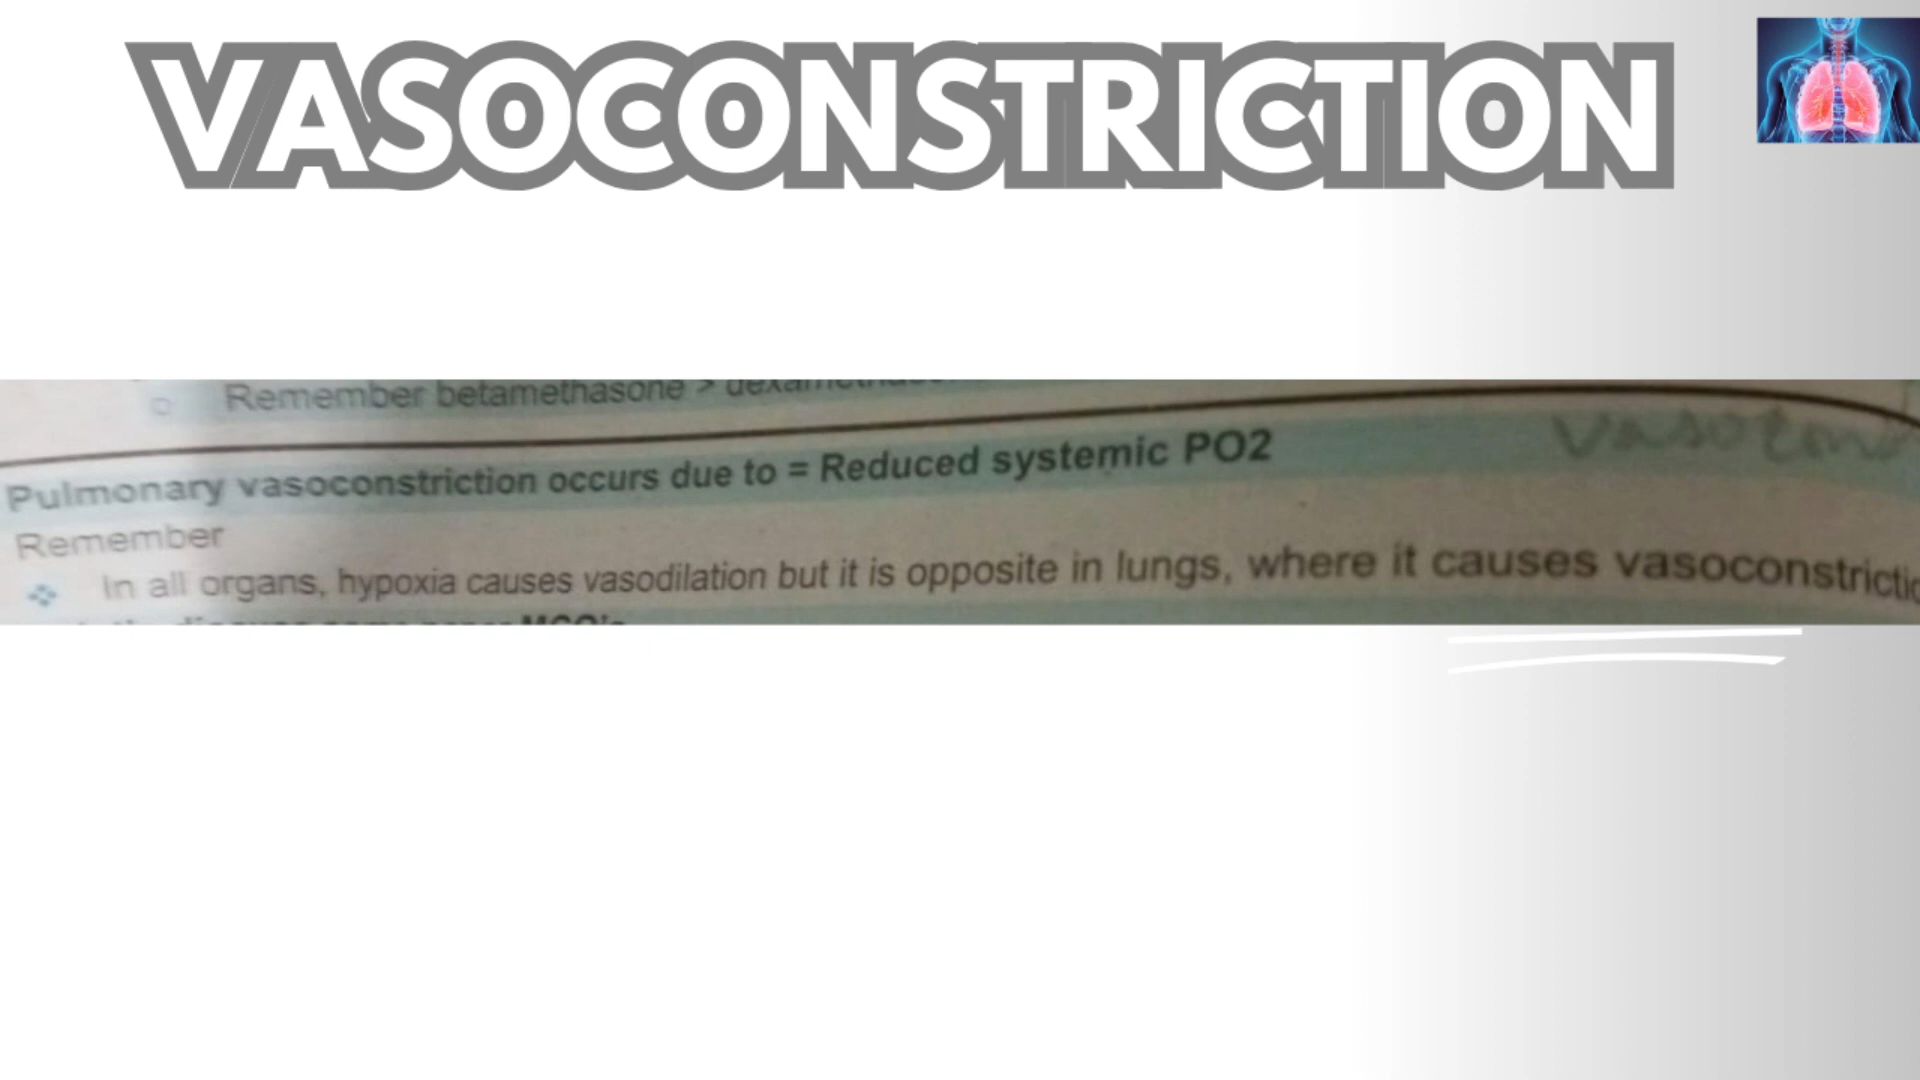 VASOCONSTRICTION
Remember betamethasone >
Pulmonary vasoconstriction occurs due to = Reduced systemic PO2
Remember
In all organs, hypoxia causes vasodilation but it is opposite in lungs, where it causes vasoconstrictio